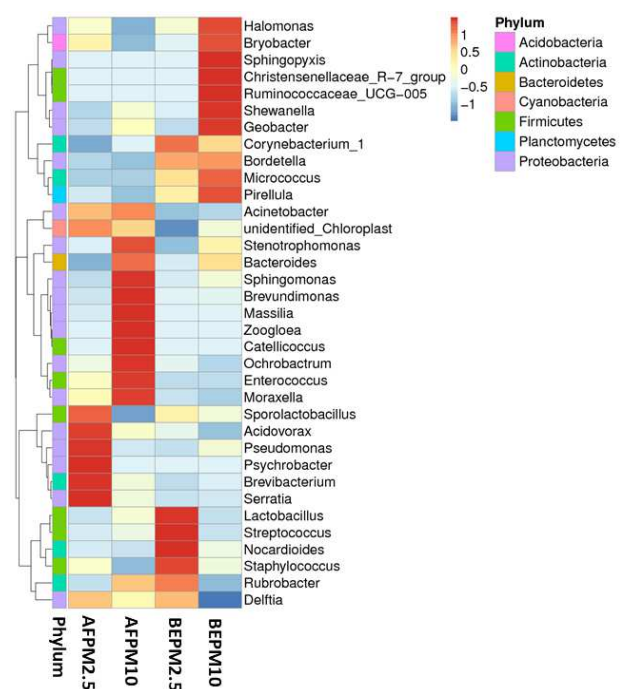 Halomonas
Bryobacter
Sphingopyxis
Christensenellaceae_R-7_group
Ruminococcaceae_UCG-005
Shewanella
Geobacter
Corynebacterium_1
Bordetella
Micrococcus
Pirellula
Acinetobacter
unidentified_Chloroplast
Stenotrophomonas
Bacteroides
Sphingomonas
Brevundimonas
Massilia
Zoogloea
Catellicoccus
Ochrobactrum
Enterococcus
Moraxella
Sporolactobacillus
Acidovorax
Pseudomonas
Psychrobacter
Brevibacterium
Serratia
Lactobacillus
Streptococcus
Nocardioides
Staphylococcus
Rubrobacter
Delftia
Phylum
AFPM2.5
AFPM10
BEPM2.5
BEPM10
1
0.5
0
-0.5
-1
Phylum
Acidobacteria
Actinobacteria
Bacteroidetes
Cyanobacteria
Firmicutes
Planctomycetes
Proteobacteria